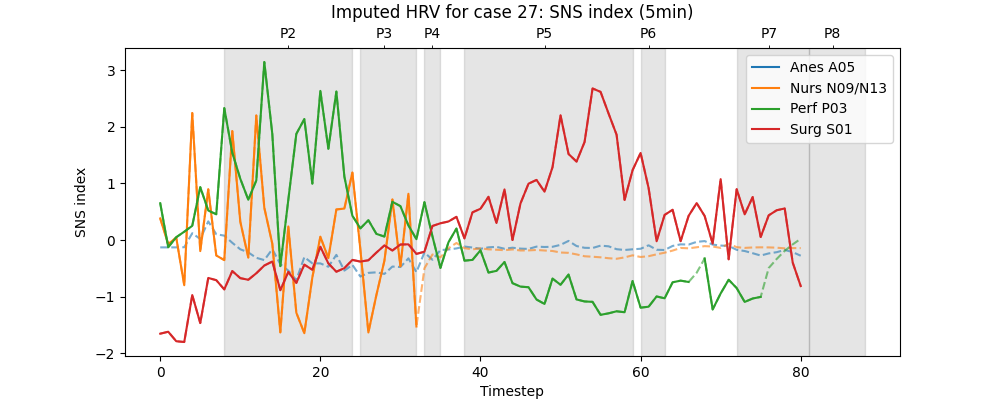 Imputed HRV for case 27: SNS index (5min)
P2 P3 P4 P5 P6 P7 P8
Anes A05
Nurs N09/N13
Perf P03
Surg S01
SNS index
3
2
1
0
−1
−2
0 20 40 60 80
Timestep